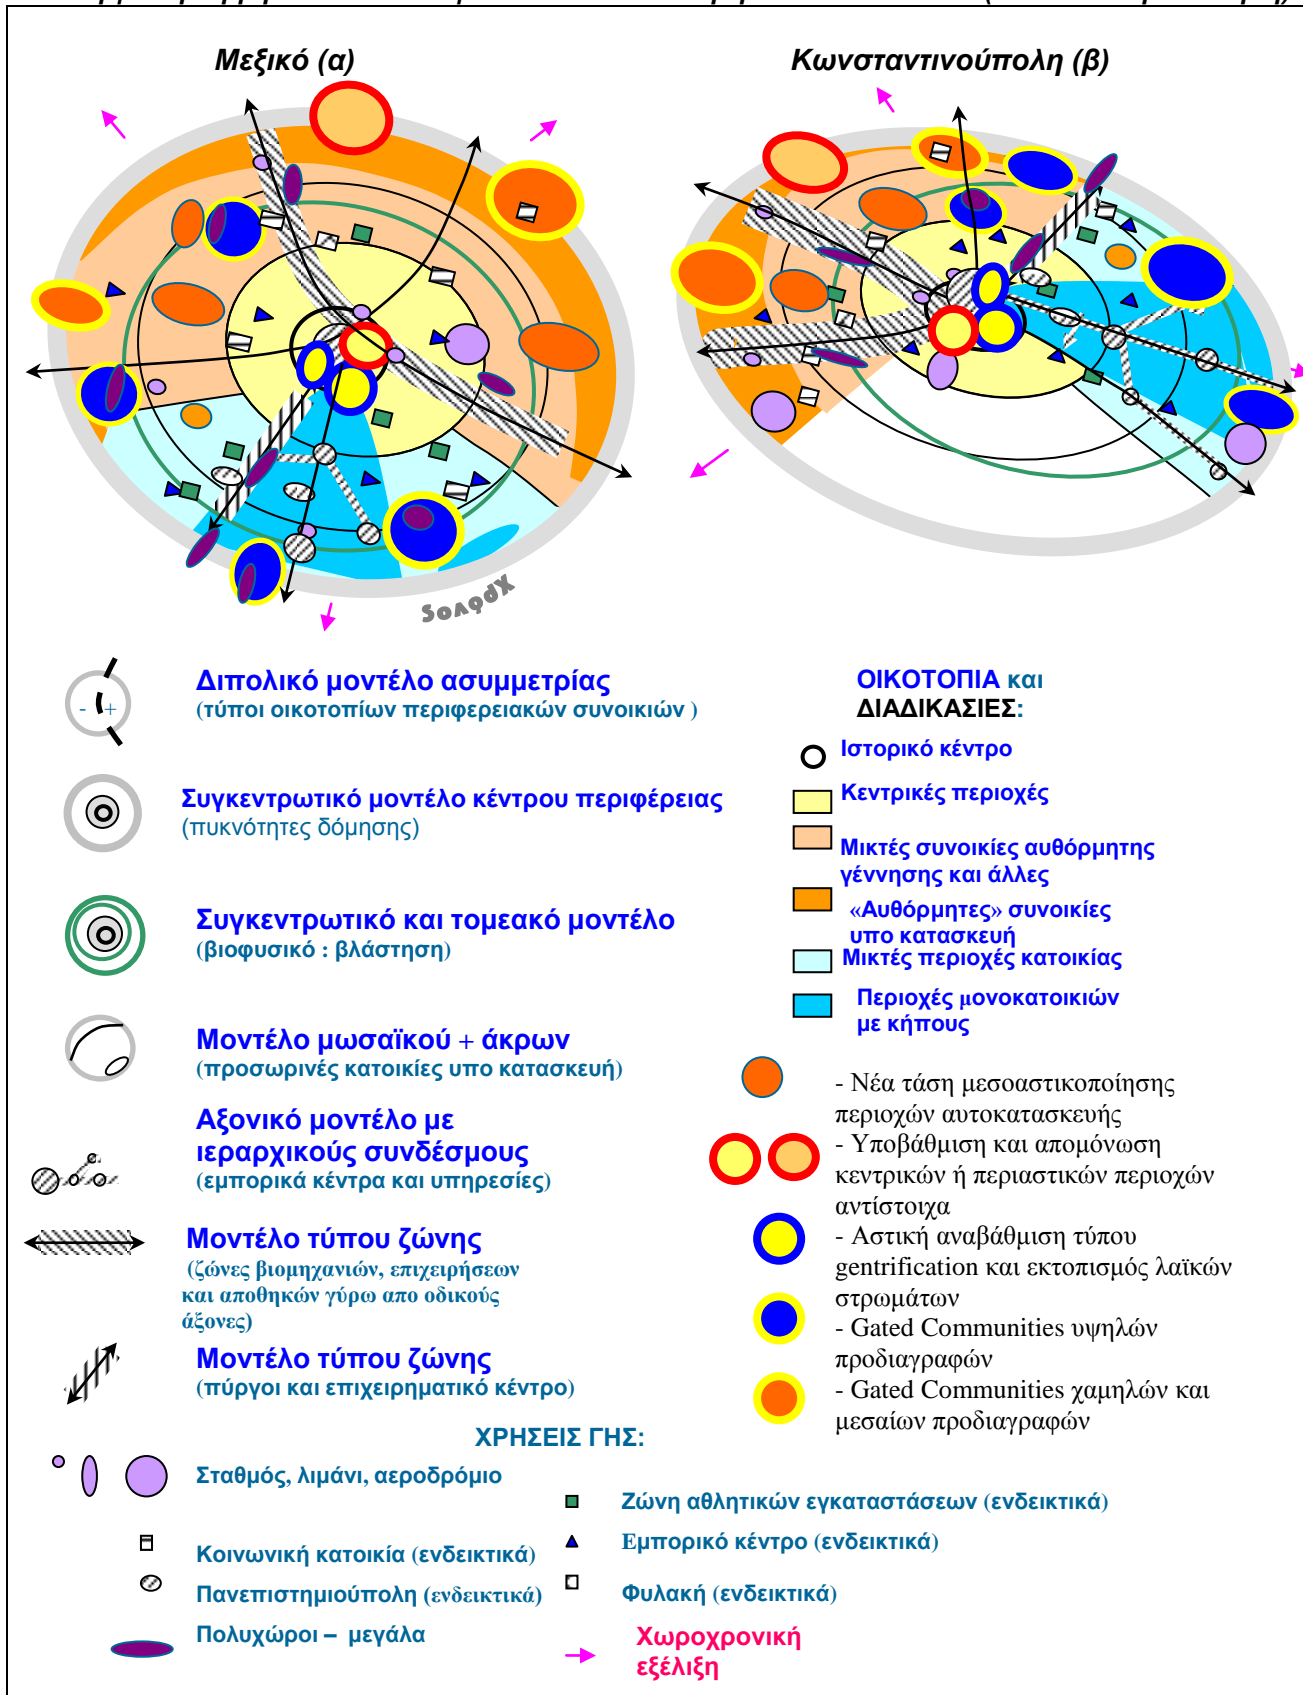 Μεξικό (α)
Κωνσταντινούπολη (β)
Χρόνος
Διπολικό μοντέλο ασυμμετρίας
(τύποι οικοτοπίων περιφερειακών συνοικιών )
- +
Συγκεντρωτικό μοντέλο κέντρου περιφέρειας
(πυκνότητες δόμησης)
Συγκεντρωτικό και τομεακό μοντέλο
(βιοφυσικό : βλάστηση)
Μοντέλο μωσαϊκού + άκρων
(προσωρινές κατοικίες υπο κατασκευή)
Αξονικό μοντέλο με
ιεραρχικούς συνδέσμους
(εμπορικά κέντρα και υπηρεσίες)
Μοντέλο τύπου ζώνης
(ζώνες βιομηχανιών, επιχειρήσεων
και αποθηκών γύρω απο οδικούς
άξονες)
Μοντέλο τύπου ζώνης
(πύργοι και επιχειρηματικό κέντρο)
ΟΙΚΟΤΟΠΙΑ και
ΔΙΑΔΙΚΑΣΙΕΣ:
Ιστορικό κέντρο
Κεντρικές περιοχές
Μικτές συνοικίες αυθόρμητης
γέννησης και άλλες
«Αυθόρμητες» συνοικίες
υπο κατασκευή
Μικτές περιοχές κατοικίας
Περιοχές μονοκατοικιών
με κήπους
- Νέα τάση μεσοαστικοποίησης
περιοχών αυτοκατασκευής
- Υποβάθμιση και απομόνωση
κεντρικών ή περιαστικών περιοχών
αντίστοιχα
- Αστική αναβάθμιση τύπου
gentrification και εκτοπισμός λαϊκών
στρωμάτων
- Gated Communities υψηλών
προδιαγραφών
- Gated Communities χαμηλών και
μεσαίων προδιαγραφών
ΧΡΗΣΕΙΣ ΓΗΣ:
Σταθμός, λιμάνι, αεροδρόμιο
Κοινωνική κατοικία (ενδεικτικά)
Πανεπιστημιούπολη (ενδεικτικά)
Πολυχώροι – μεγάλα
Ζώνη αθλητικών εγκαταστάσεων (ενδεικτικά)
Εμπορικό κέντρο (ενδεικτικά)
Φυλακή (ενδεικτικά)
Χωροχρονική
εξέλιξη